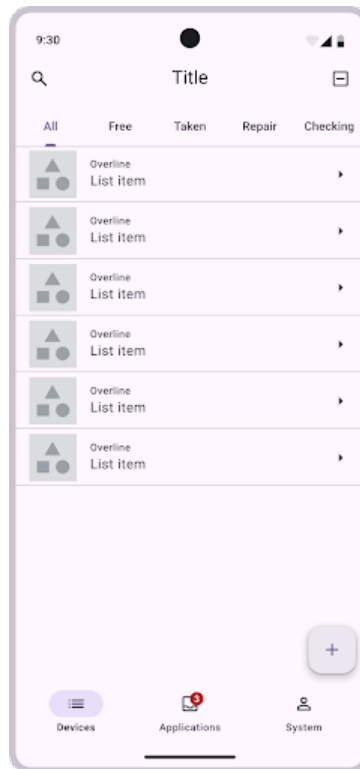 9:30
Title
All Free Taken Repair Checking
Overline
List item
Overline
List item
Overline
List item
Overline
List item
Overline
List item
Overline
List item
+
3
Devices Applications System